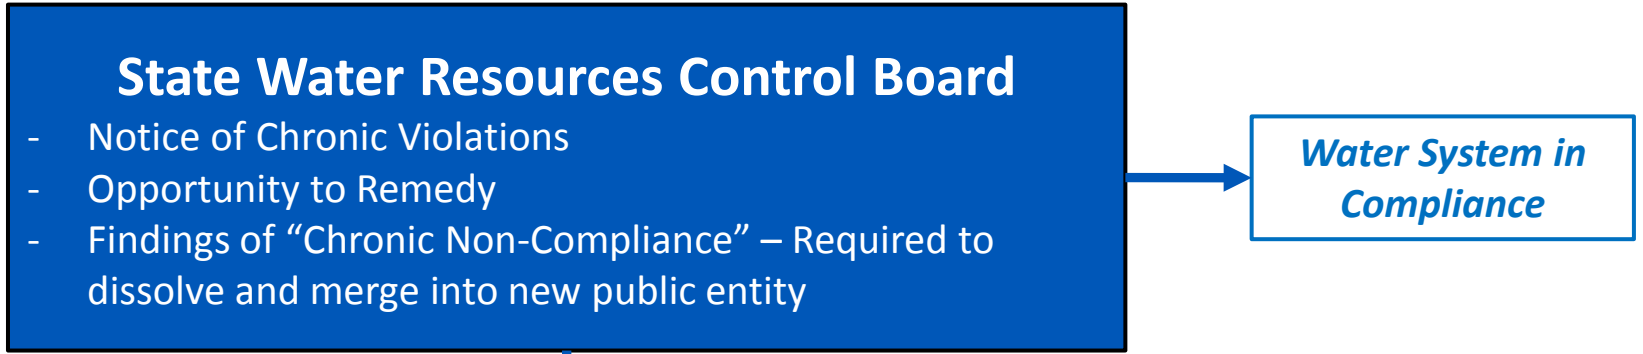 State Water Resources Control Board
- Notice of Chronic Violations
- Opportunity to Remedy
- Findings of “Chronic Non-Compliance” – Required to
dissolve and merge into new public entity
Water System in
Compliance